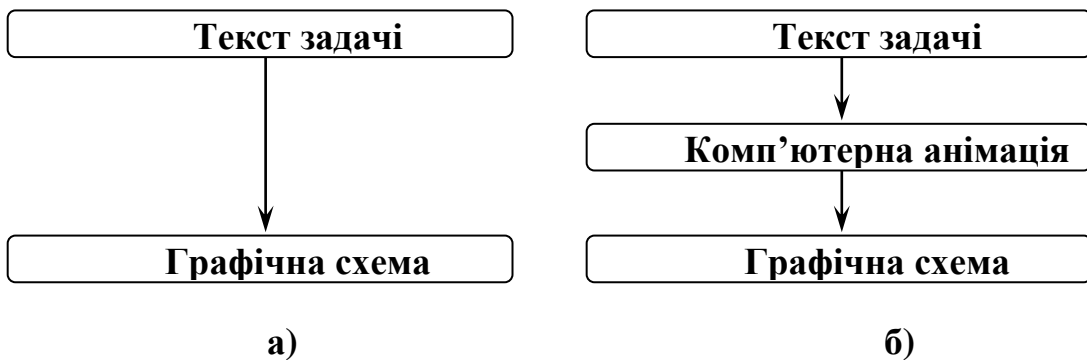 Текст задачі
Графічна схема
а)
Текст задачі
Комп’ютерна анімація
Графічна схема
б)